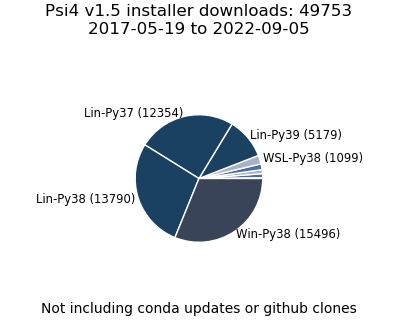 Psi4 v1.5 installer downloads: 49753
2017-05-19 to 2022-09-05
Lin-Py37 (12354)
Lin-Py39 (5179)
WSL-Py38 (1099)
Lin-Py38 (13790)
Win-Py38 (15496)
Not including conda updates or github clones